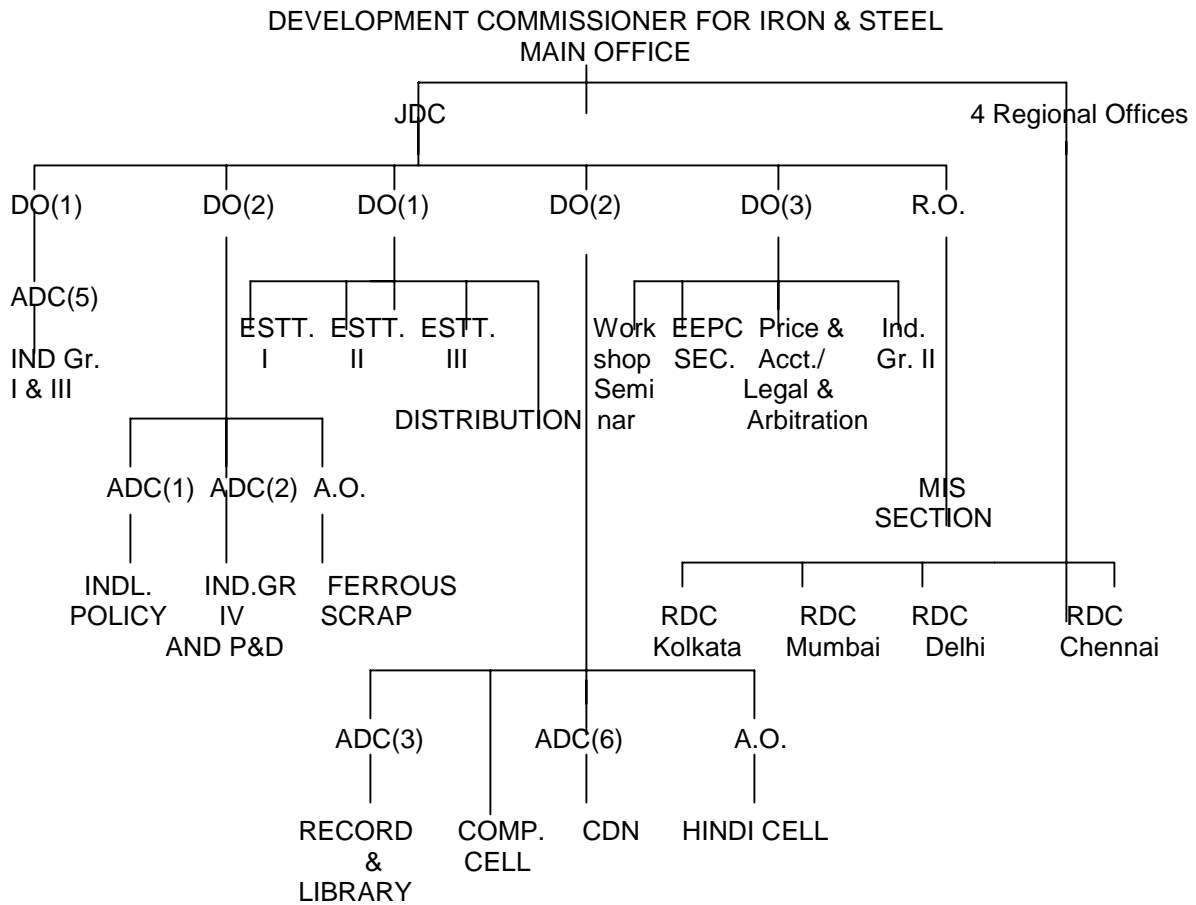 DEVELOPMENT COMMISSIONER FOR IRON & STEEL
MAIN OFFICE
JDC
4 Regional Offices
DO(1) DO(2) DO(1) DO(2) DO(3) R.O.
ADC(5)
IND Gr.
I & III
ESTT.
I
ESTT.
II
ESTT.
III
DISTRIBUTION
Work
shop
Semi
nar
EEPC
SEC.
Price &
Acct./
Legal &
Arbitration
Ind.
Gr. II
ADC(1) ADC(2) A.O.
MIS
SECTION
INDL.
POLICY
IND.GR
IV
AND P&D
FERROUS
SCRAP
RDC
Kolkata
RDC
Mumbai
RDC
Delhi
RDC
Chennai
ADC(3) ADC(6) A.O.
RECORD
&
LIBRARY
COMP.
CELL
CDN
HINDI CELL